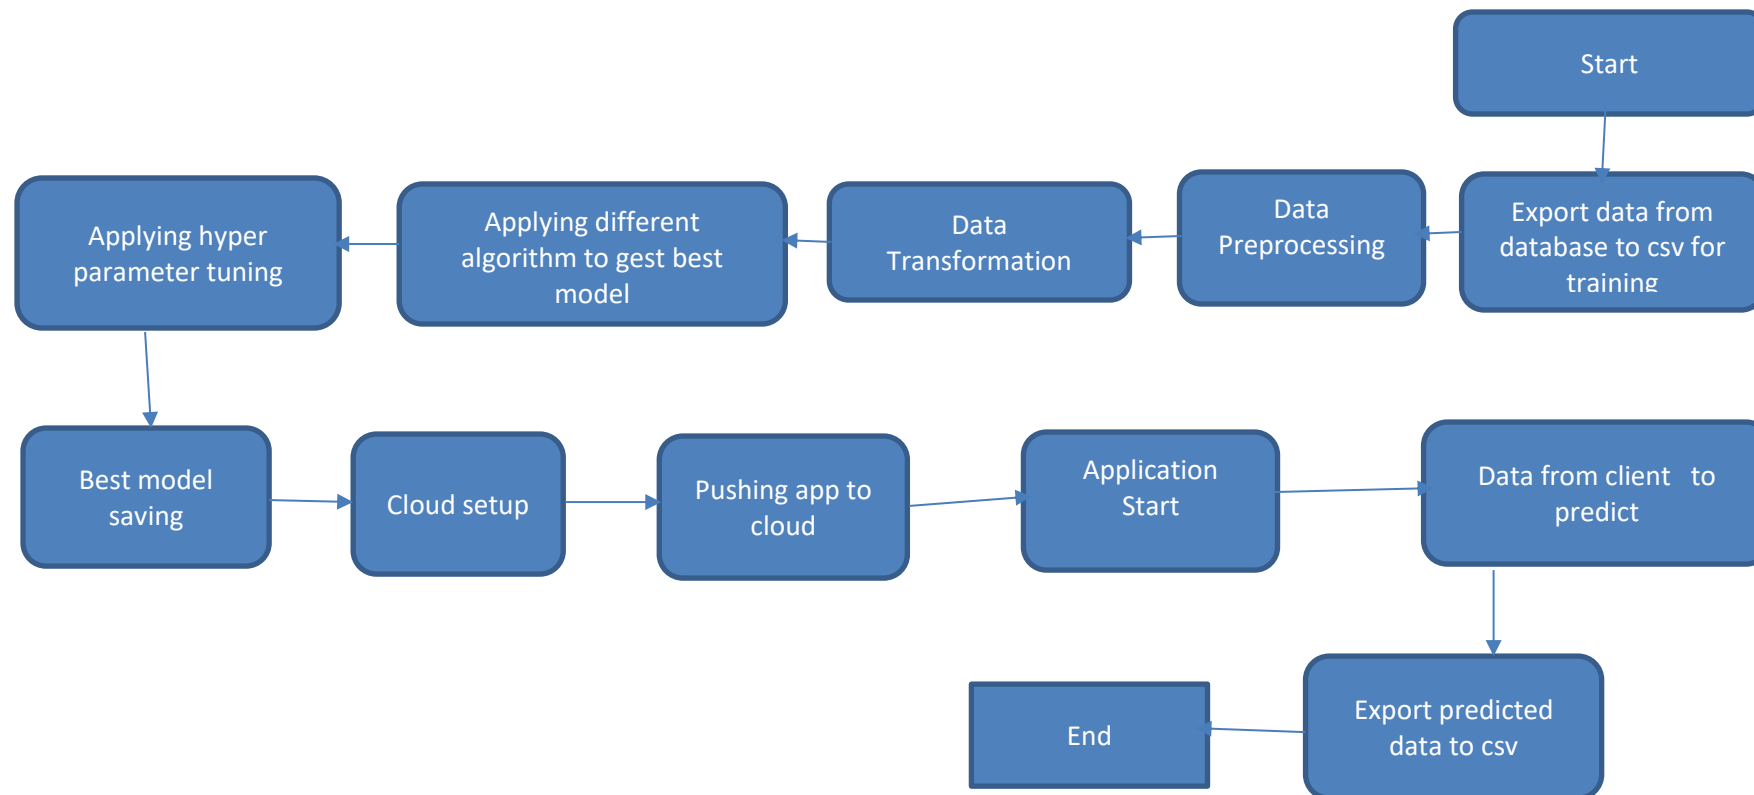 Start
Export data from
database to csv for
training
Data
Preprocessing
Data
Transformation
Applying different
algorithm to gest best
model
Applying hyper
parameter tuning
Best model
saving
Cloud setup
Pushing app to
cloud
Application
Start
Data from client to
predict
Export predicted
data to csv
End